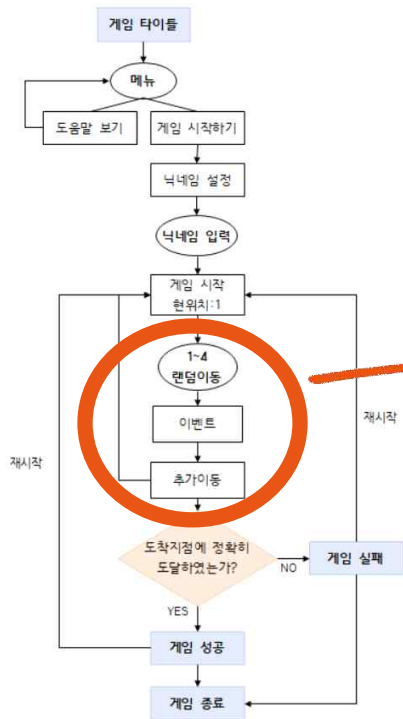 게임 타이틀
메뉴
도움말 보기
게임 시작하기
닉네임 설정
닉네임 입력
게임 시작
현위치:1
1~4
랜덤이동
이벤트
추가이동
재시작
재시작
도착지점에 정확히
도달하였는가?
NO
게임 실패
YES
게임 성공
게임 종료